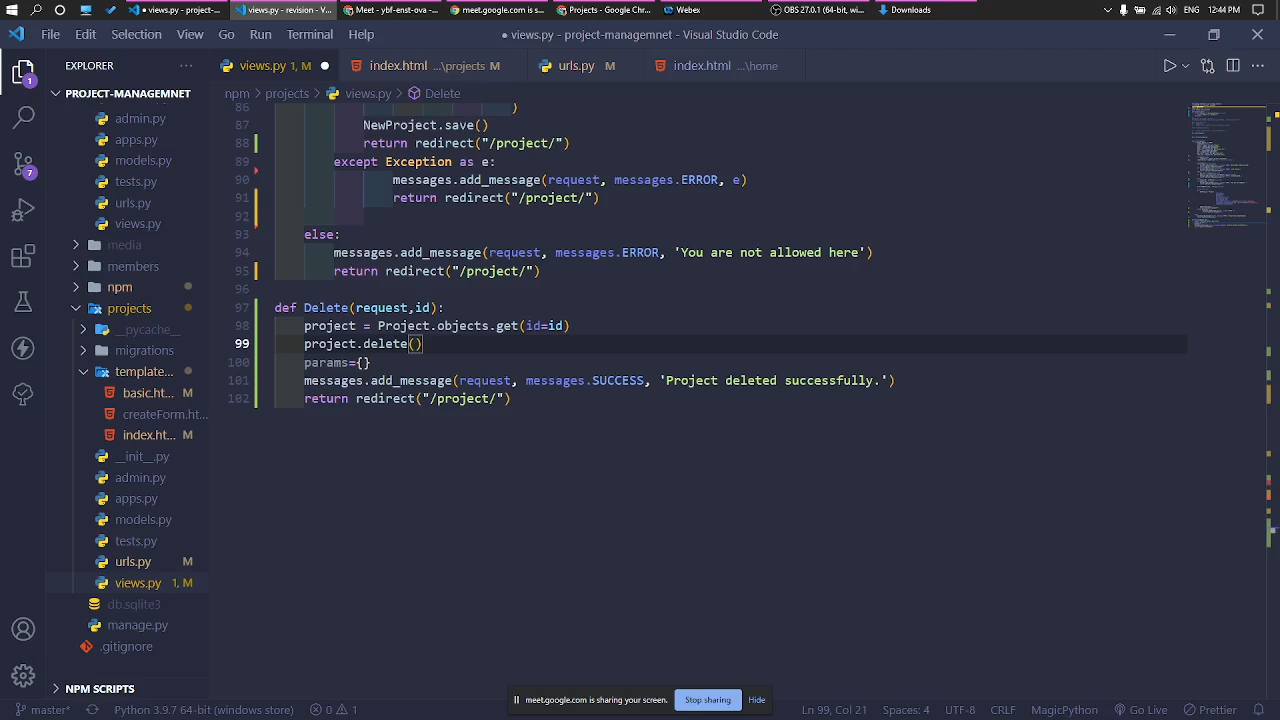 views.py - project-...
views.py - revision - V...
Meet - ybf-enst-ova...
meet.google.com is s...
Projects - Google Chr...
Webex
OBS 27.0.1 (64-bit, w...
Downloads
ENG
12:44 PM
File
Edit
Selection
View
Go
Run
Terminal
Help
● views.py - project-managemnet - Visual Studio Code
EXPLORER
views.py 1, M
index.html ...\projects M
urls.py M
index.html ...\home
PROJECT-MANAGEMNET
npm > projects > views.py > Delete
1
7
admin.py
apps.py
models.py
tests.py
urls.py
views.py
media
members
npm
projects
__pycache__
migrations
template...
basic.ht... M
createForm.ht...
index.ht... M
__init__.py
admin.py
apps.py
models.py
tests.py
urls.py M
views.py 1, M
db.sqlite3
manage.py
.gitignore
NPM SCRIPTS
86 )
87 NewProject.save()
88 return redirect("/project/")
89 except Exception as e:
90 messages.add_message(request, messages.ERROR, e)
91 return redirect("/project/")
92
93 else:
94 messages.add_message(request, messages.ERROR, 'You are not allowed here')
95 return redirect("/project/")
96
97 def Delete(request,id):
98 project = Project.objects.get(id=id)
99 project.delete()
100 params={}
101 messages.add_message(request, messages.SUCCESS, 'Project deleted successfully.')
102 return redirect("/project/")
meet.google.com is sharing your screen.
Stop sharing
Hide
master*
Python 3.9.7 64-bit (windows store)
0
1
Ln 99, Col 21
Spaces: 4
UTF-8
CRLF
MagicPython
Go Live
Prettier